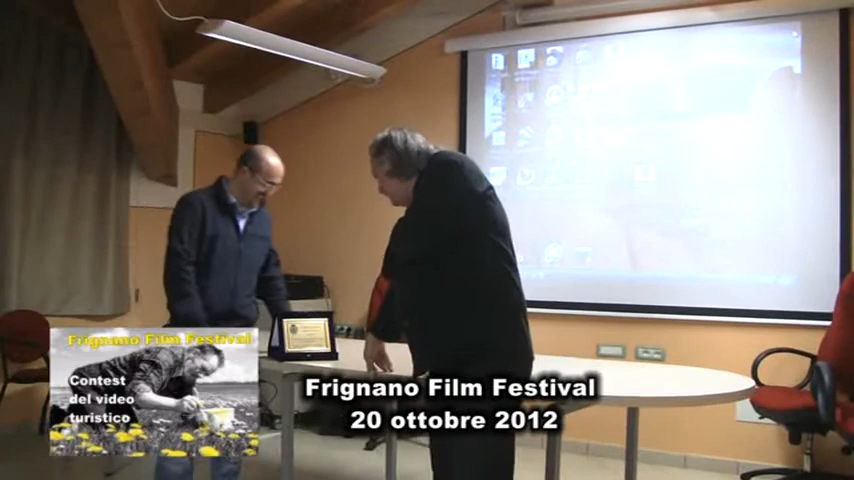 Frignano Film Festival
Contest
del video
turistico
Frignano Film Festival
20 ottobre 2012